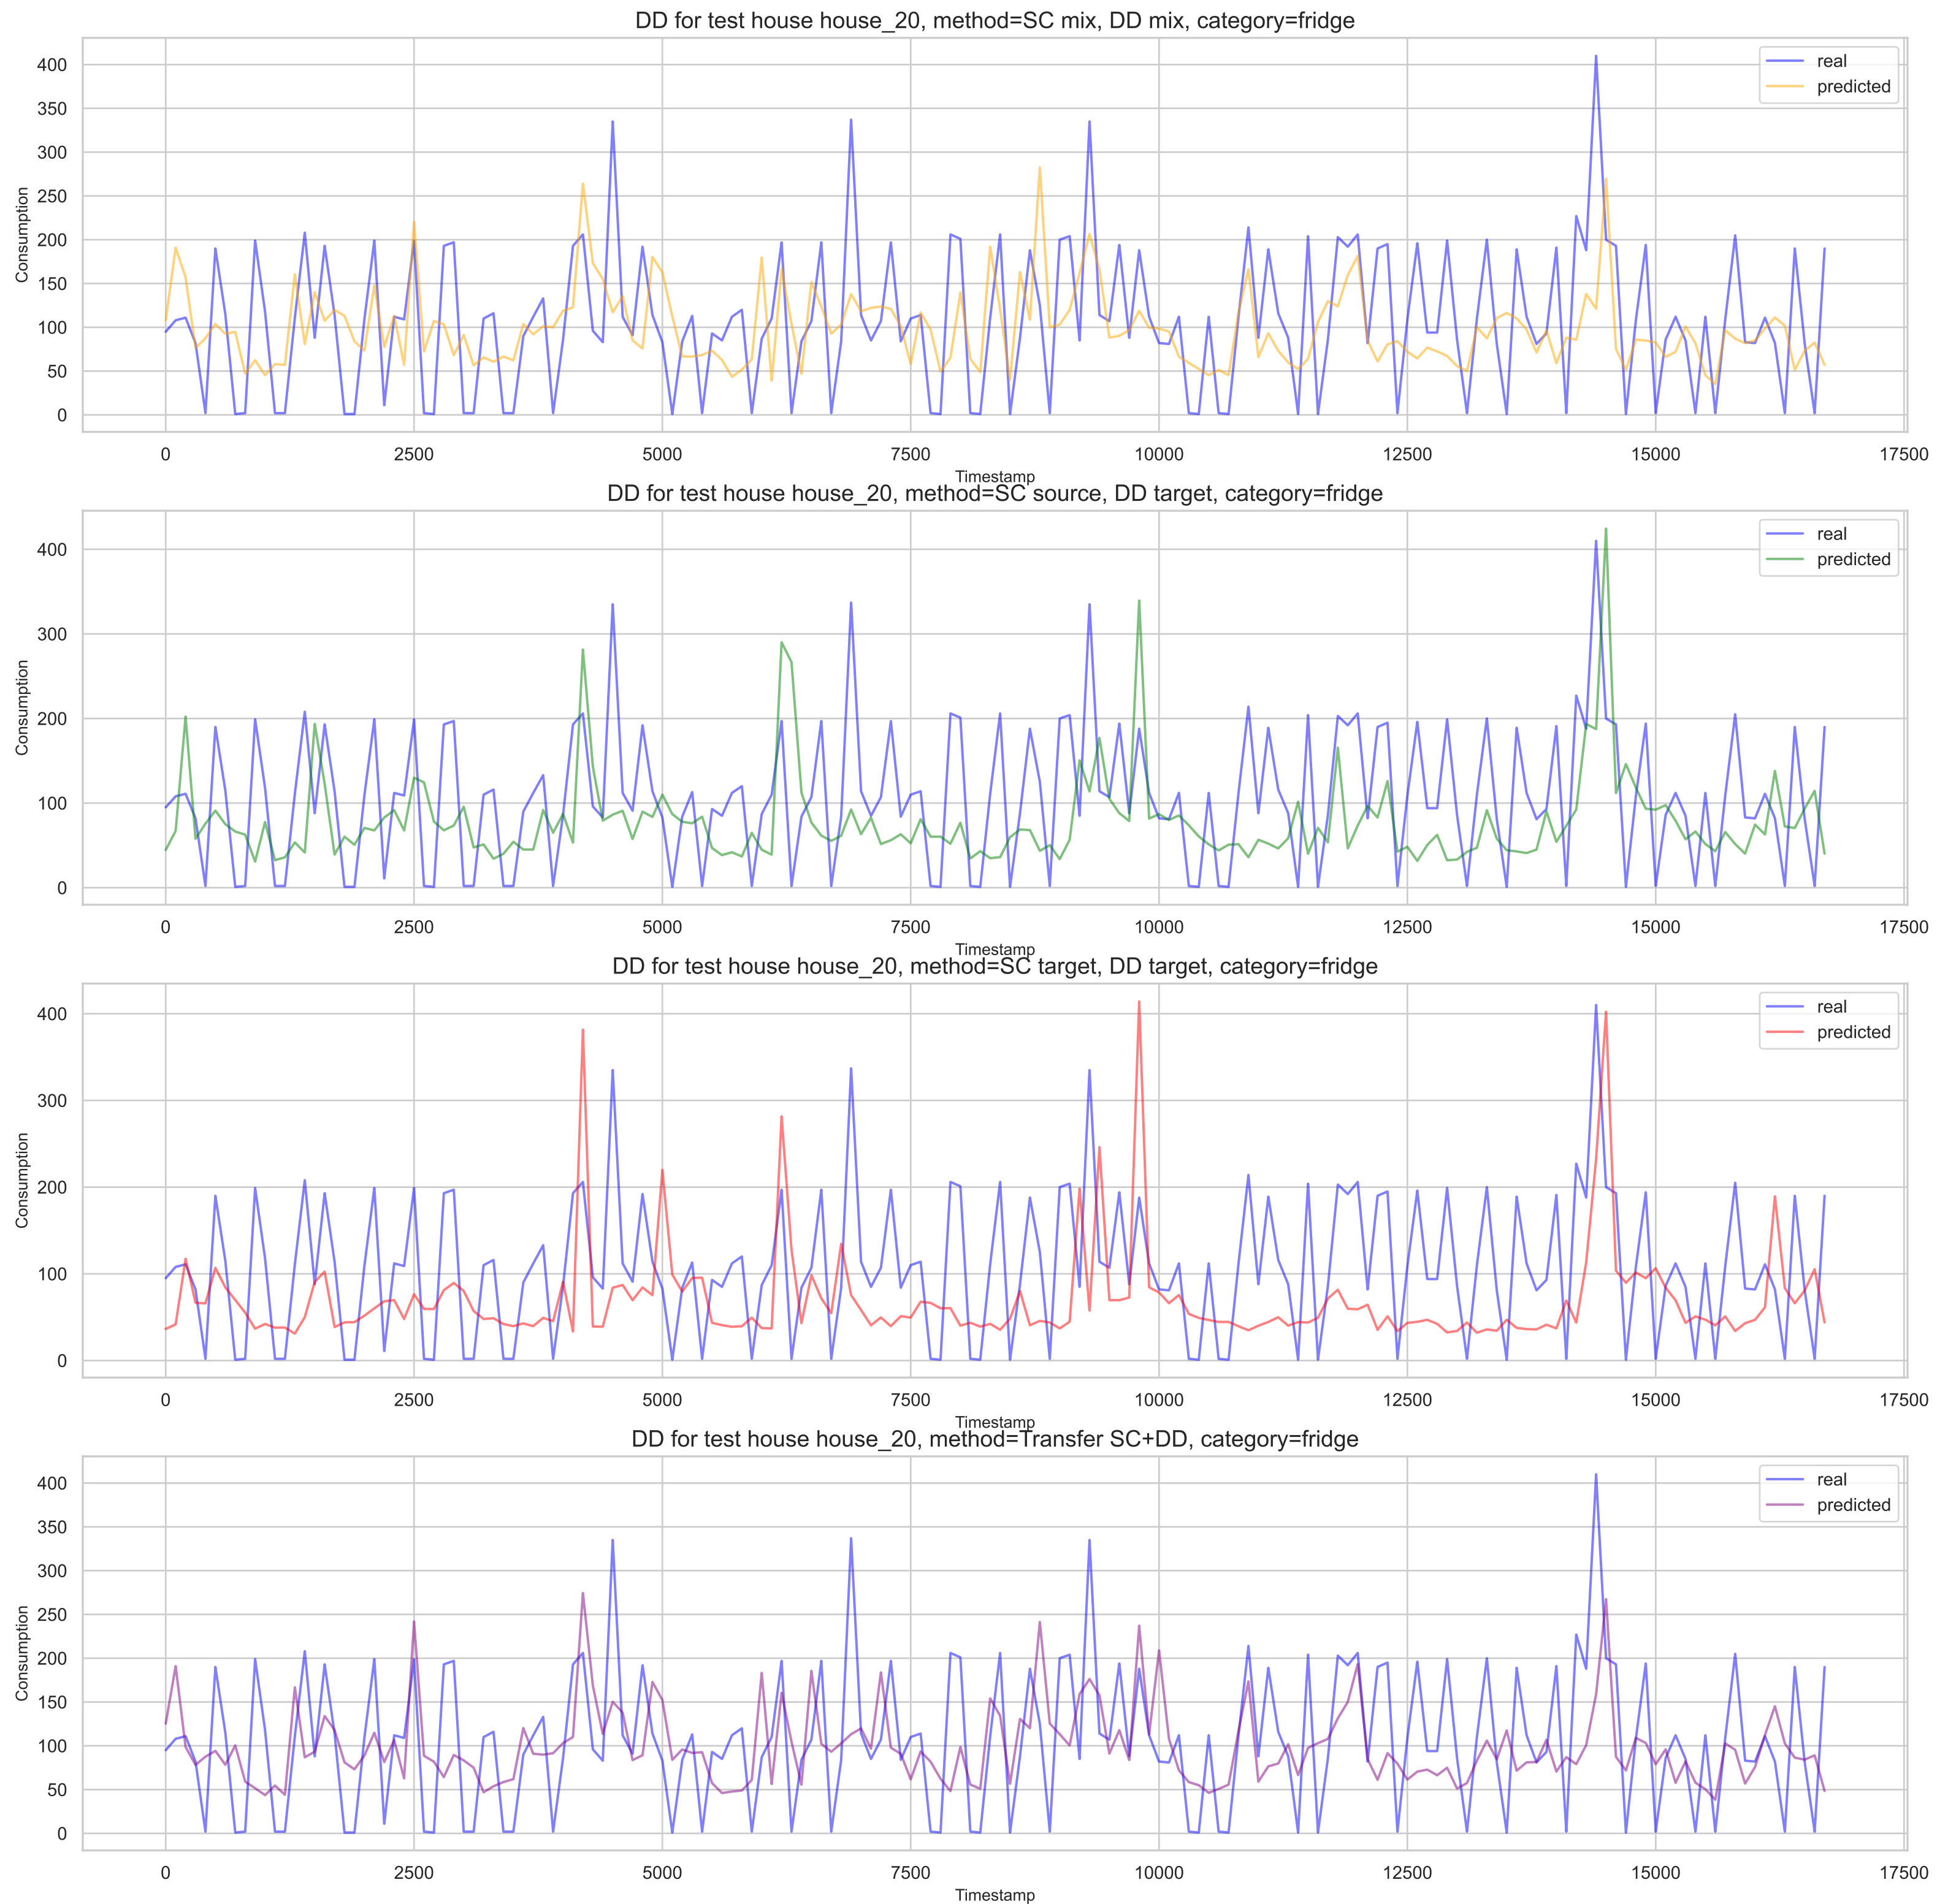 DD for test house house_20, method=SC mix, DD mix, category=fridge
real
predicted
Consumption
400
350
300
250
200
150
100
50
0
0 2500 5000 7500 10000 12500 15000 17500
Timestamp
DD for test house house_20, method=SC source, DD target, category=fridge
real
predicted
Consumption
400
300
200
100
0
0 2500 5000 7500 10000 12500 15000 17500
Timestamp
DD for test house house_20, method=SC target, DD target, category=fridge
real
predicted
Consumption
400
300
200
100
0
0 2500 5000 7500 10000 12500 15000 17500
Timestamp
DD for test house house_20, method=Transfer SC+DD, category=fridge
real
predicted
Consumption
400
350
300
250
200
150
100
50
0
0 2500 5000 7500 10000 12500 15000 17500
Timestamp